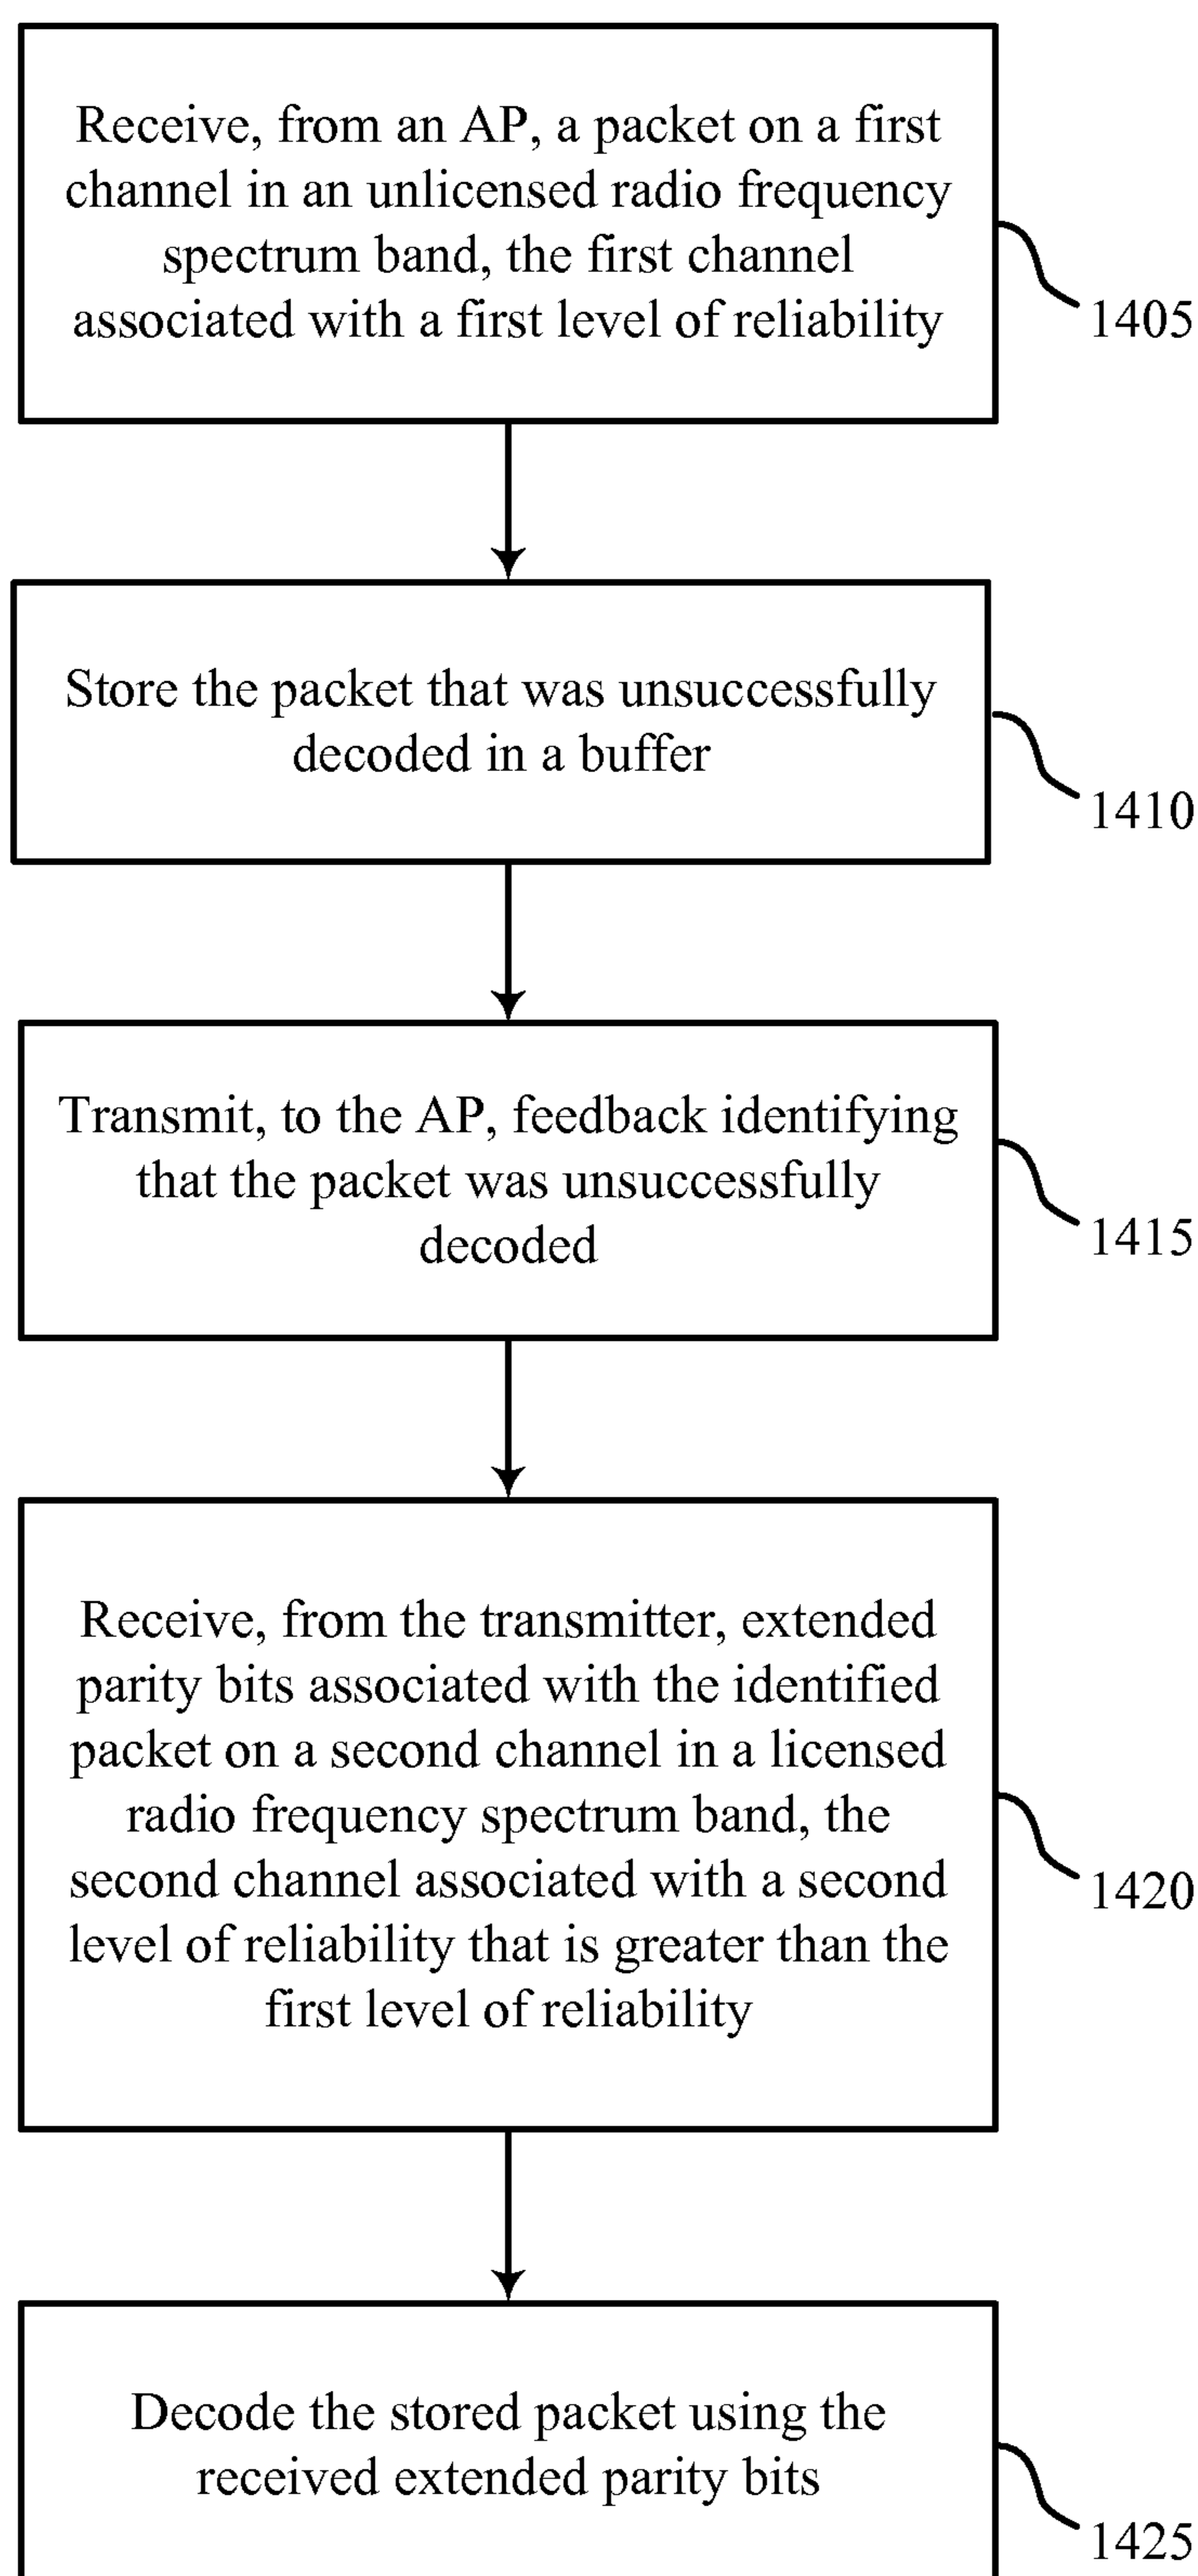 Receive, from an AP, a packet on a first
channel in an unlicensed radio frequency
spectrum band, the first channel
associated with a first level of reliability
1405
Store the packet that was unsuccessfully
decoded in a buffer
1410
Transmit, to the AP, feedback identifying
that the packet was unsuccessfully
decoded
1415
Receive, from the transmitter, extended
parity bits associated with the identified
packet on a second channel in a licensed
radio frequency spectrum band, the
second channel associated with a second
level of reliability that is greater than the
first level of reliability
1420
Decode the stored packet using the
received extended parity bits
1425